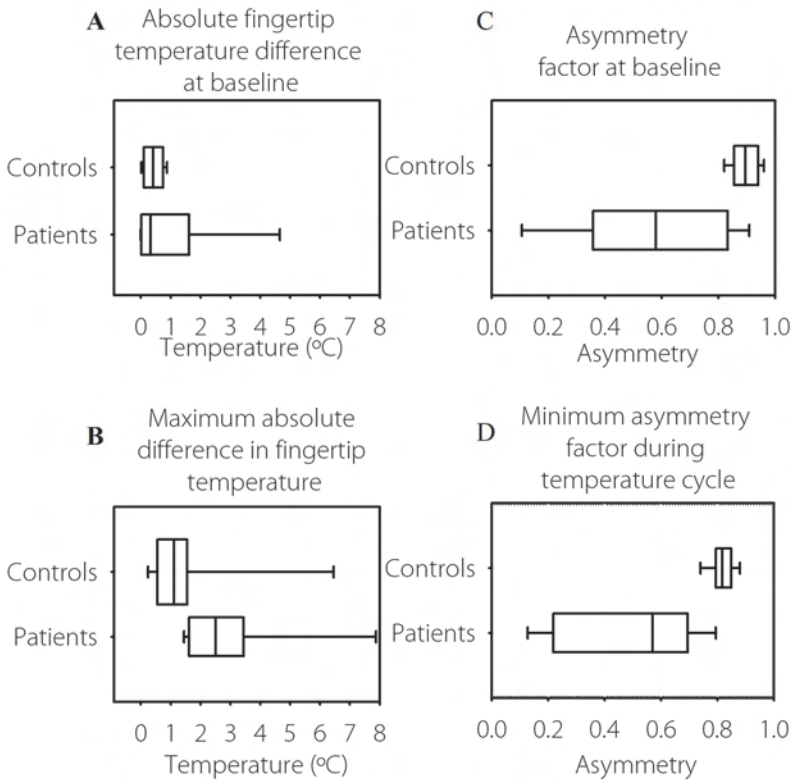 A
Absolute fingertip
temperature difference
at baseline
Controls
Patients
0 1 2 3 4 5 6 7 8
Temperature (ºC)
B
Maximum absolute
difference in fingertip
temperature
Controls
Patients
0 1 2 3 4 5 6 7 8
Temperature (ºC)
C
Asymmetry
factor at baseline
Controls
Patients
0.0 0.2 0.4 0.6 0.8 1.0
Asymmetry
D
Minimum asymmetry
factor during
temperature cycle
Controls
Patients
0.0 0.2 0.4 0.6 0.8 1.0
Asymmetry